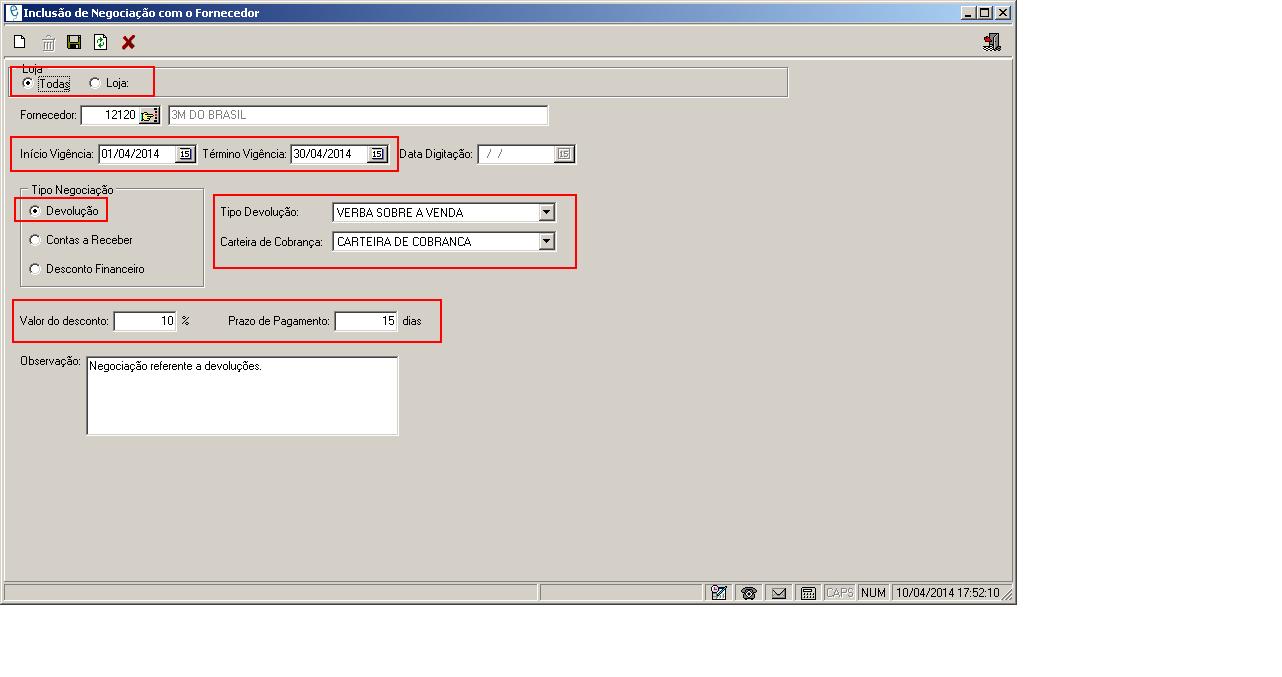 Inclusão de Negociação com o Fornecedor
Loja
Todas Loja:
Fornecedor: 12120 3M DO BRASIL
Início Vigência: 01/04/2014 15 Término Vigência: 30/04/2014 15 Data Digitação: / / 15
Tipo Negociação
Devolução
Contas a Receber
Desconto Financeiro
Tipo Devolução: VERBA SOBRE A VENDA
Carteira de Cobrança: CARTEIRA DE COBRANCA
Valor do desconto: 10 % Prazo de Pagamento: 15 dias
Observação: Negociação referente a devoluções.
CAPS NUM 10/04/2014 17:52:10